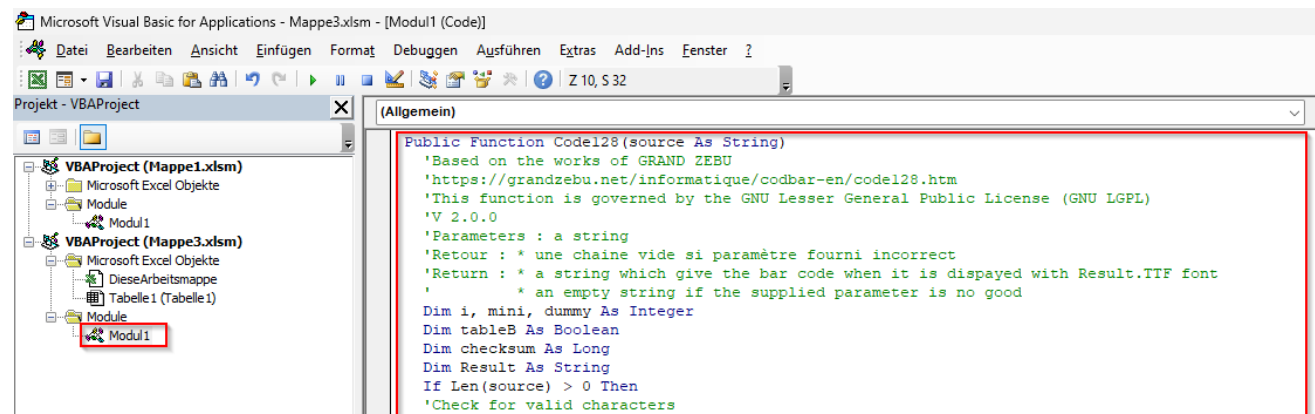 Microsoft Visual Basic for Applications - Mappe3.xlsm - [Modul1 (Code)]
Datei Bearbeiten Ansicht Einfügen Format Debuggen Ausführen Extras Add-Ins Fenster ?
Z 10, S 32
Projekt - VBAProject
(Allgemein)
VBAProject (Mappe1.xlsm)
Microsoft Excel Objekte
Module
Modul1
VBAProject (Mappe3.xlsm)
Microsoft Excel Objekte
DieseArbeitsmappe
Tabelle1 (Tabelle1)
Module
Modul1
Public Function Code128(source As String)
'Based on the works of GRAND ZEBU
'https://grandzebu.net/informatique/codbar-en/code128.htm
'This function is governed by the GNU Lesser General Public License (GNU LGPL)
'V 2.0.0
'Parameters : a string
'Retour : * une chaine vide si paramètre fourni incorrect
'Return : * a string which give the bar code when it is dispayed with Result.TTF font
' * an empty string if the supplied parameter is no good
Dim i, mini, dummy As Integer
Dim tableB As Boolean
Dim checksum As Long
Dim Result As String
If Len(source) > 0 Then
'Check for valid characters